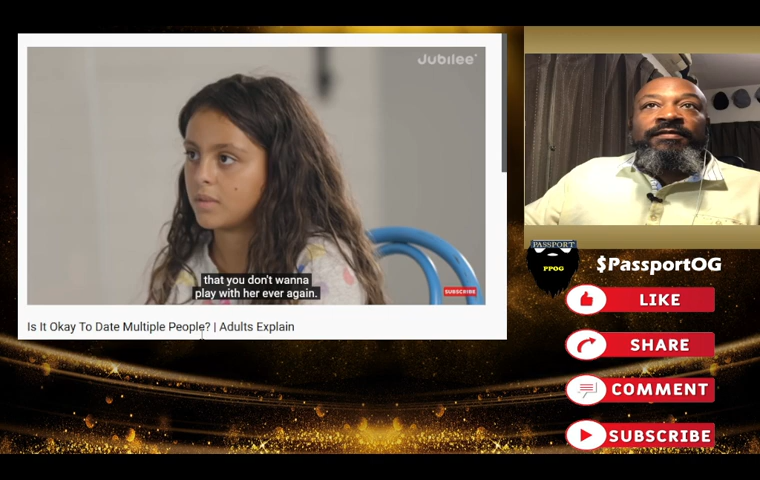 Jubilee
that you don't wanna
play with her ever again.
SUBSCRIBE
Is It Okay To Date Multiple People? | Adults Explain
PASSPORT
PPOG
$PassportOG
LIKE
SHARE
COMMENT
SUBSCRIBE